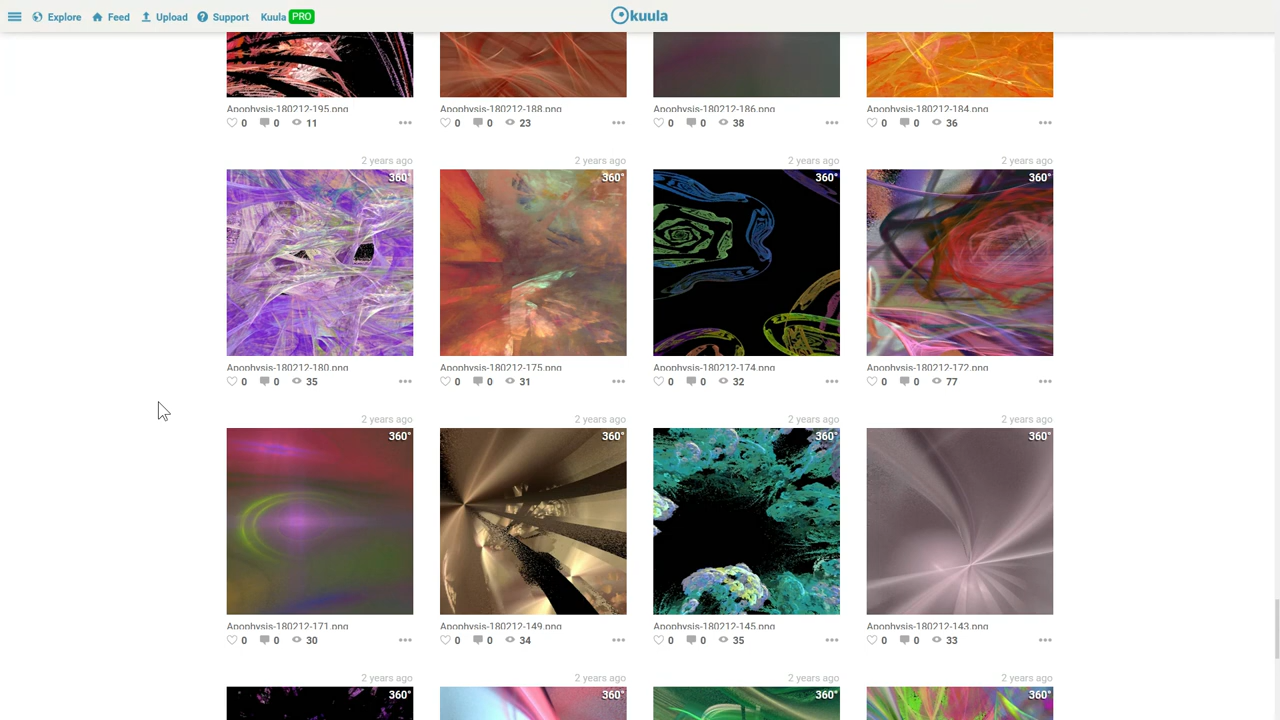 Explore Feed Upload Support Kuula PRO kuula
Apophysis-180212-195.png Apophysis-180212-188.png Apophysis-180212-186.png Apophysis-180212-184.png
0 0 11 0 0 23 0 0 38 0 0 36
2 years ago 2 years ago 2 years ago 2 years ago
360° 360° 360° 360°
Apophysis-180212-180.png Apophysis-180212-175.png Apophysis-180212-174.png Apophysis-180212-172.png
0 0 35 0 0 31 0 0 32 0 0 77
2 years ago 2 years ago 2 years ago 2 years ago
360° 360° 360° 360°
Apophysis-180212-171.png Apophysis-180212-149.png Apophysis-180212-145.png Apophysis-180212-143.png
0 0 30 0 0 34 0 0 35 0 0 33
2 years ago 2 years ago 2 years ago 2 years ago
360° 360° 360° 360°